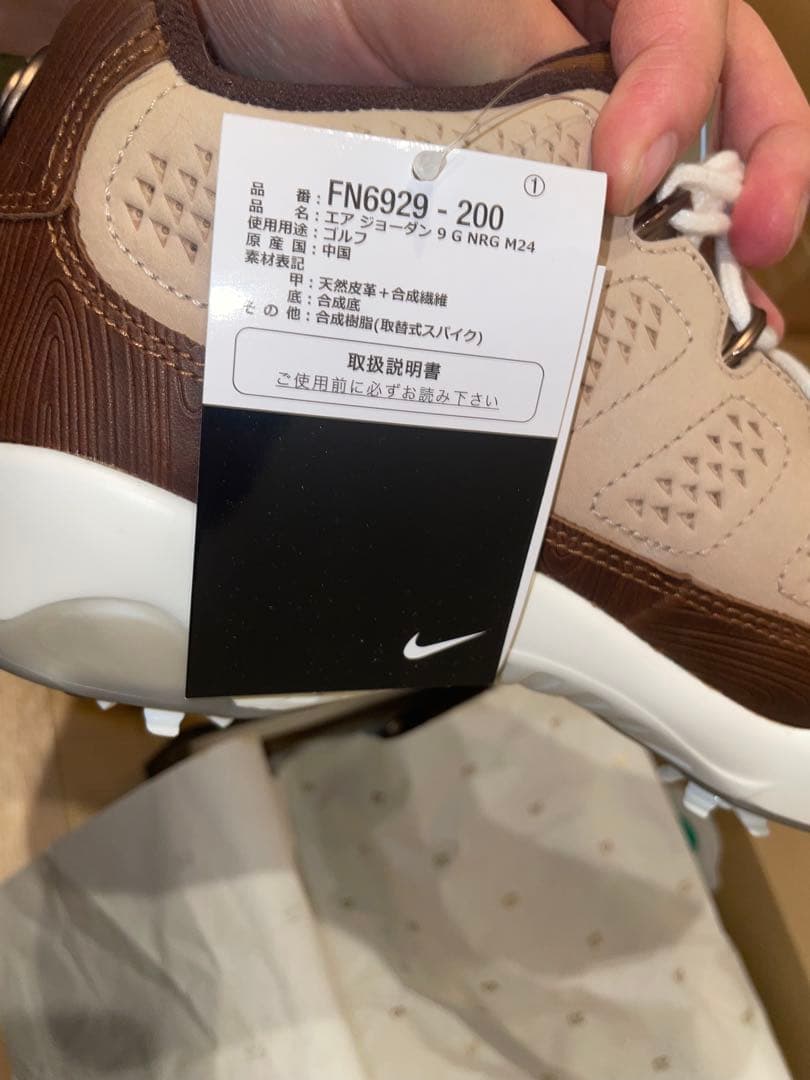 ①
品番：FN6929 - 200
品名：エア ジョーダン 9 G NRG M24
使用用途：ゴルフ
原産国：中国
素材表記
甲：天然皮革＋合成繊維
底：合成底
その他：合成樹脂(取替式スパイク)
取扱説明書
ご使用前に必ずお読み下さい